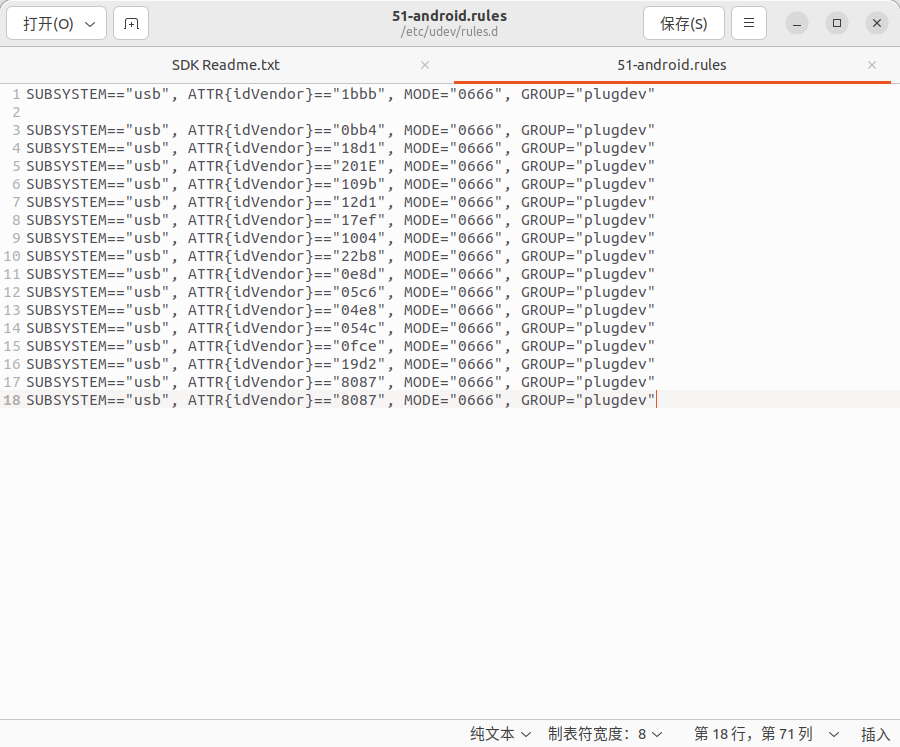 打开(O)
51-android.rules
/etc/udev/rules.d
保存(S)
SDK Readme.txt
51-android.rules
1 SUBSYSTEM=="usb", ATTR{idVendor}=="1bbb", MODE="0666", GROUP="plugdev"
2
3 SUBSYSTEM=="usb", ATTR{idVendor}=="0bb4", MODE="0666", GROUP="plugdev"
4 SUBSYSTEM=="usb", ATTR{idVendor}=="18d1", MODE="0666", GROUP="plugdev"
5 SUBSYSTEM=="usb", ATTR{idVendor}=="201E", MODE="0666", GROUP="plugdev"
6 SUBSYSTEM=="usb", ATTR{idVendor}=="109b", MODE="0666", GROUP="plugdev"
7 SUBSYSTEM=="usb", ATTR{idVendor}=="12d1", MODE="0666", GROUP="plugdev"
8 SUBSYSTEM=="usb", ATTR{idVendor}=="17ef", MODE="0666", GROUP="plugdev"
9 SUBSYSTEM=="usb", ATTR{idVendor}=="1004", MODE="0666", GROUP="plugdev"
10 SUBSYSTEM=="usb", ATTR{idVendor}=="22b8", MODE="0666", GROUP="plugdev"
11 SUBSYSTEM=="usb", ATTR{idVendor}=="0e8d", MODE="0666", GROUP="plugdev"
12 SUBSYSTEM=="usb", ATTR{idVendor}=="05c6", MODE="0666", GROUP="plugdev"
13 SUBSYSTEM=="usb", ATTR{idVendor}=="04e8", MODE="0666", GROUP="plugdev"
14 SUBSYSTEM=="usb", ATTR{idVendor}=="054c", MODE="0666", GROUP="plugdev"
15 SUBSYSTEM=="usb", ATTR{idVendor}=="0fce", MODE="0666", GROUP="plugdev"
16 SUBSYSTEM=="usb", ATTR{idVendor}=="19d2", MODE="0666", GROUP="plugdev"
17 SUBSYSTEM=="usb", ATTR{idVendor}=="8087", MODE="0666", GROUP="plugdev"
18 SUBSYSTEM=="usb", ATTR{idVendor}=="8087", MODE="0666", GROUP="plugdev"
纯文本 制表符宽度：8 第 18 行，第 71 列 插入